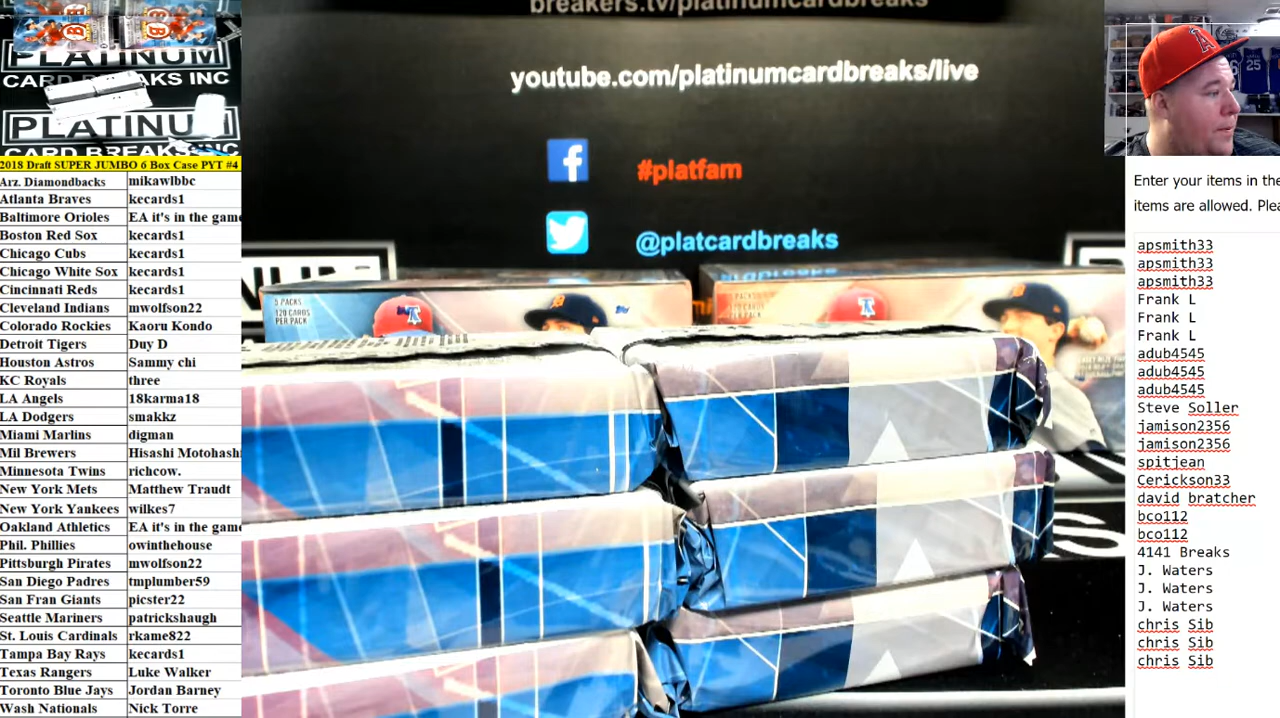 breakers.tv/platinumcardbreaks
youtube.com/platinumcardbreaks/live
#platfam
@platcardbreaks
PLATINUM
CARD BREAKS INC
PLATINU
CARD BREAKS INC
2018 Draft SUPER JUMBO 6 Box Case PYT #4
Arz. Diamondbacks mikawlbbc
Atlanta Braves kecards1
Baltimore Orioles EA it's in the game
Boston Red Sox kecards1
Chicago Cubs kecards1
Chicago White Sox kecards1
Cincinnati Reds kecards1
Cleveland Indians mwolfson22
Colorado Rockies Kaoru Kondo
Detroit Tigers Duy D
Houston Astros Sammy chi
KC Royals three
LA Angels 18karma18
LA Dodgers smakkz
Miami Marlins digman
Mil Brewers Hisashi Motohashi
Minnesota Twins richcow.
New York Mets Matthew Traudt
New York Yankees wilkes7
Oakland Athletics EA it's in the game
Phil. Phillies owinthehouse
Pittsburgh Pirates mwolfson22
San Diego Padres tmplumber59
San Fran Giants picster22
Seattle Mariners patrickshaugh
St. Louis Cardinals rkame822
Tampa Bay Rays kecards1
Texas Rangers Luke Walker
Toronto Blue Jays Jordan Barney
Wash Nationals Nick Torre
5 PACKS
120 CARDS
PER PACK
25
Enter your items in the
items are allowed. Plea
apsmith33
apsmith33
apsmith33
Frank L
Frank L
Frank L
adub4545
adub4545
adub4545
Steve Soller
jamison2356
jamison2356
spitjean
Cerickson33
david bratcher
bco112
bco112
4141 Breaks
J. Waters
J. Waters
J. Waters
chris Sib
chris Sib
chris Sib